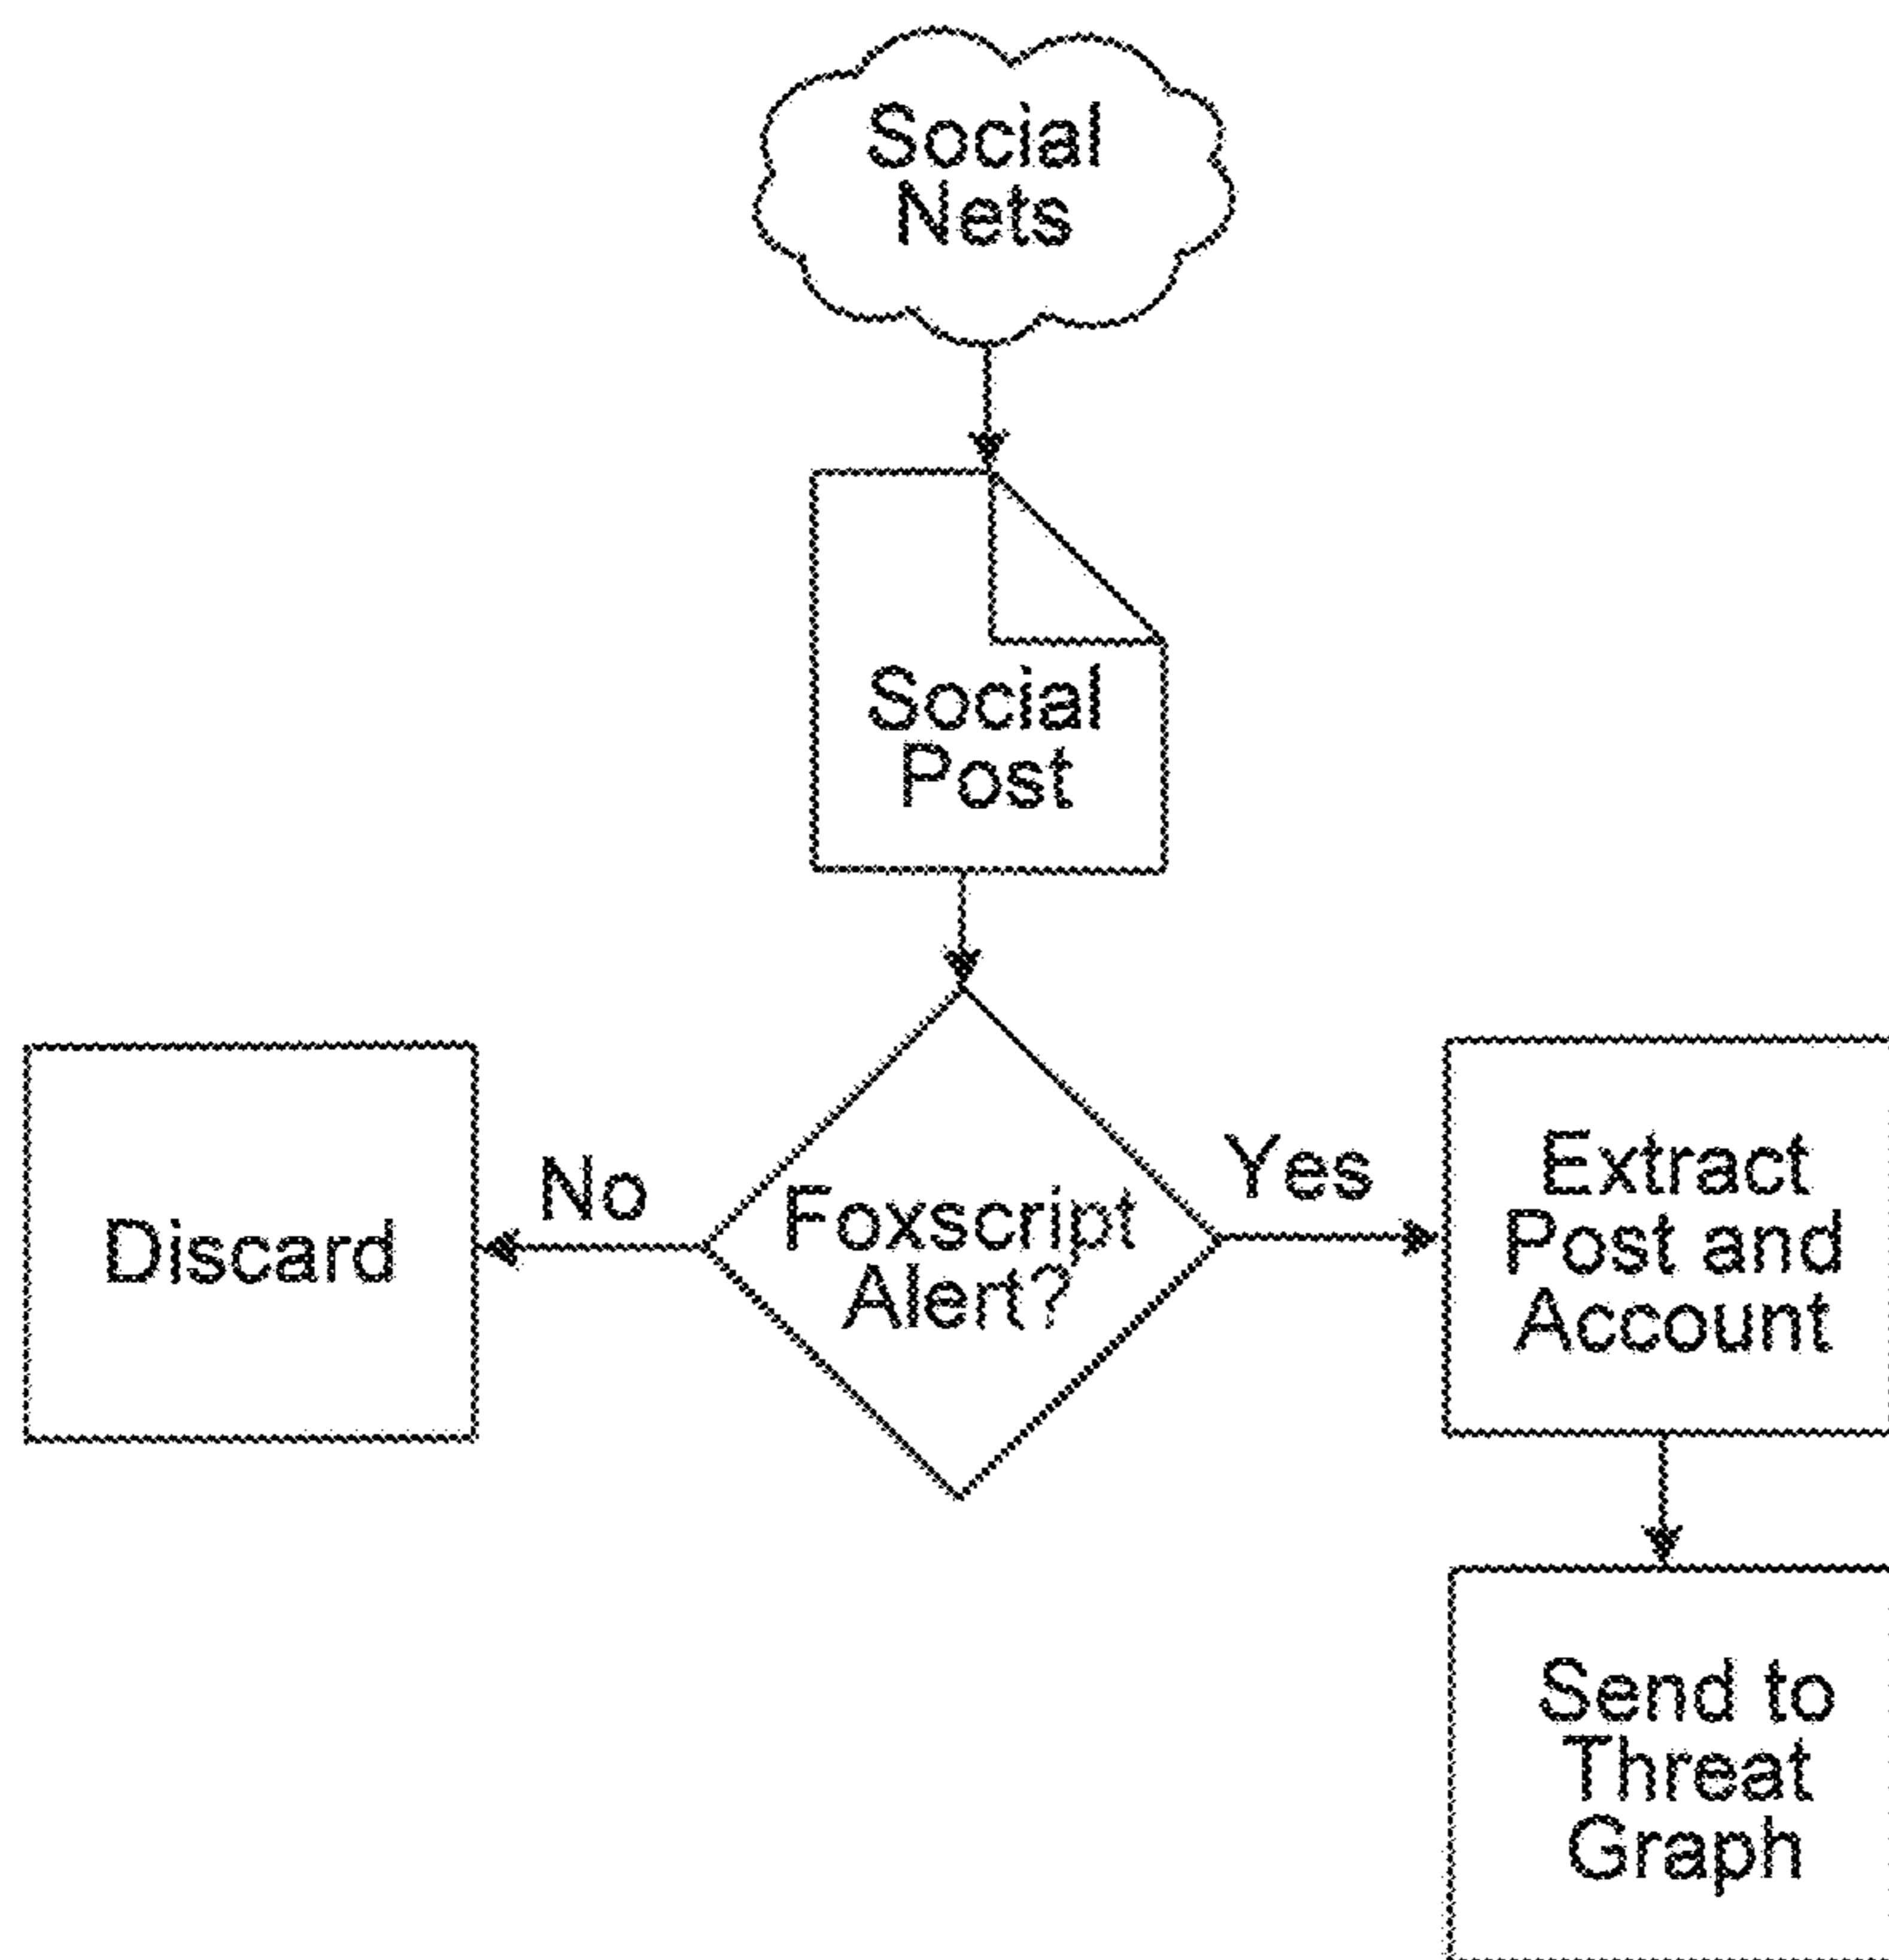 Social
Nets
Social
Post
No
Yes
Discard
Foxscript
Alert?
Extract
Post and
Account
Send to
Threat
Graph